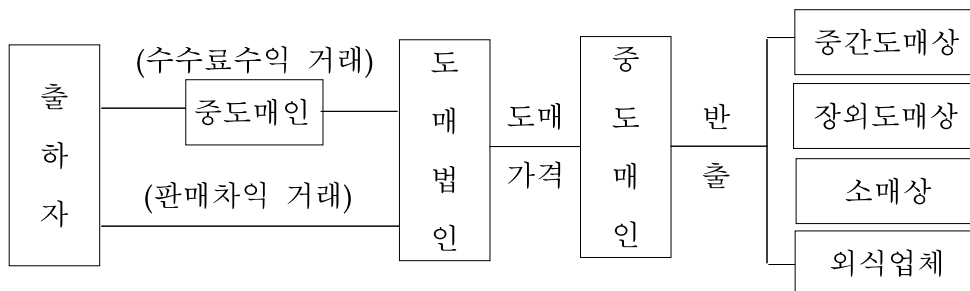 출하자
(수수료수익 거래)
중도매인
(판매차익 거래)
도매법인
도매
가격
중도매인
반
출
중간도매상
장외도매상
소매상
외식업체